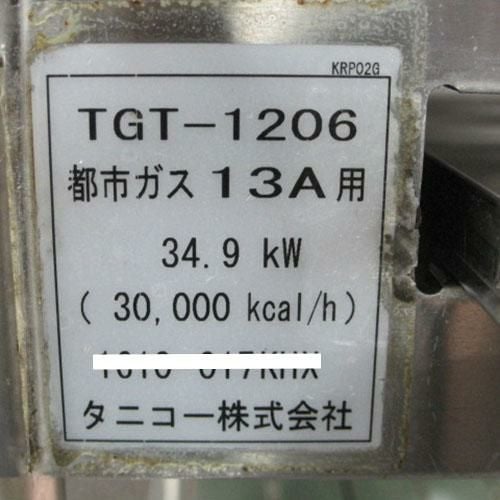 KRP02G
TGT-1206
都市ガス 13A用
34.9 kW
( 30,000 kcal/h)
タニコー株式会社